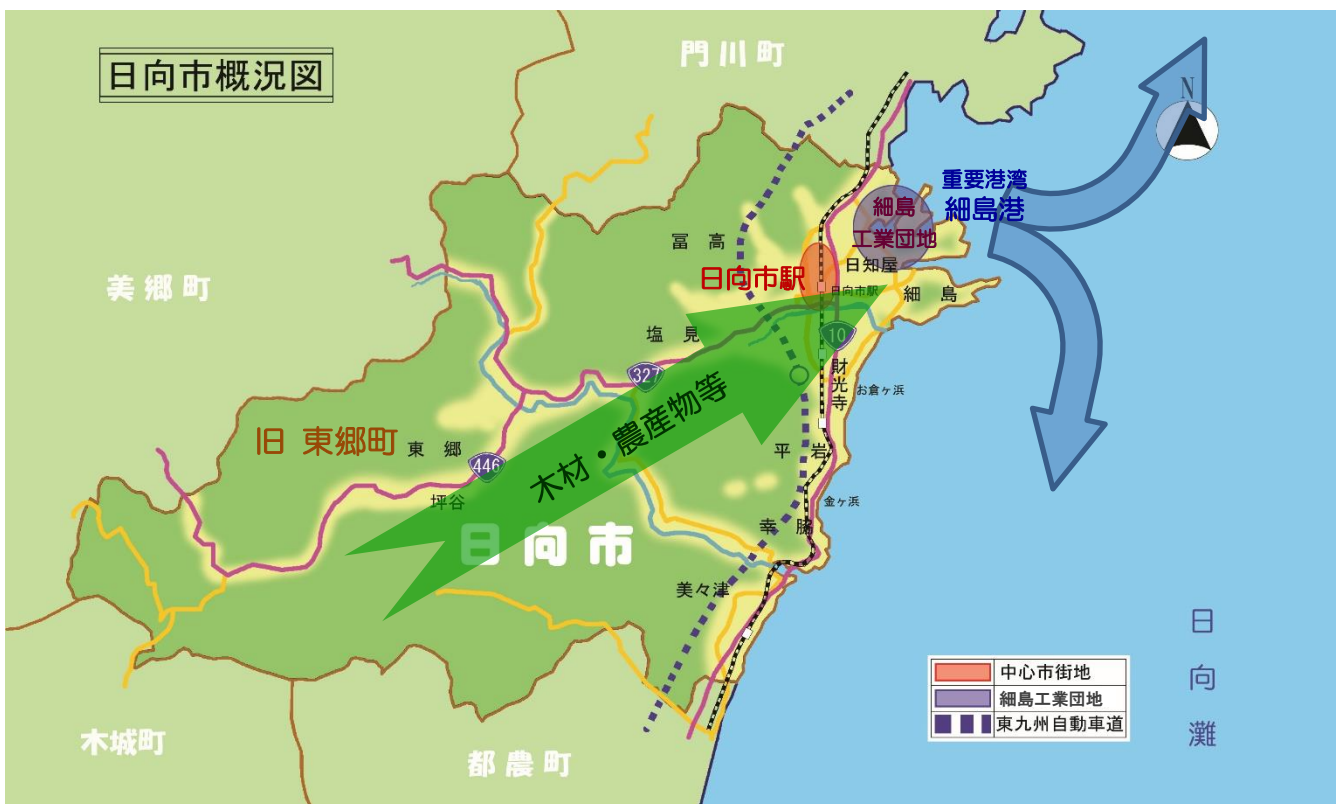 日向市概況図
門川町
N
重要港湾
細島港
細島
工業団地
美郷町
冨高
日向市駅
日知屋
日向市駅
細島
塩見
10
327
財光寺
お倉ヶ浜
木材・農産物等
旧 東郷町
東郷
446
坪谷
平岩
金ヶ浜
日向市
幸脇
美々津
日向灘
中心市街地
細島工業団地
東九州自動車道
木城町
都農町